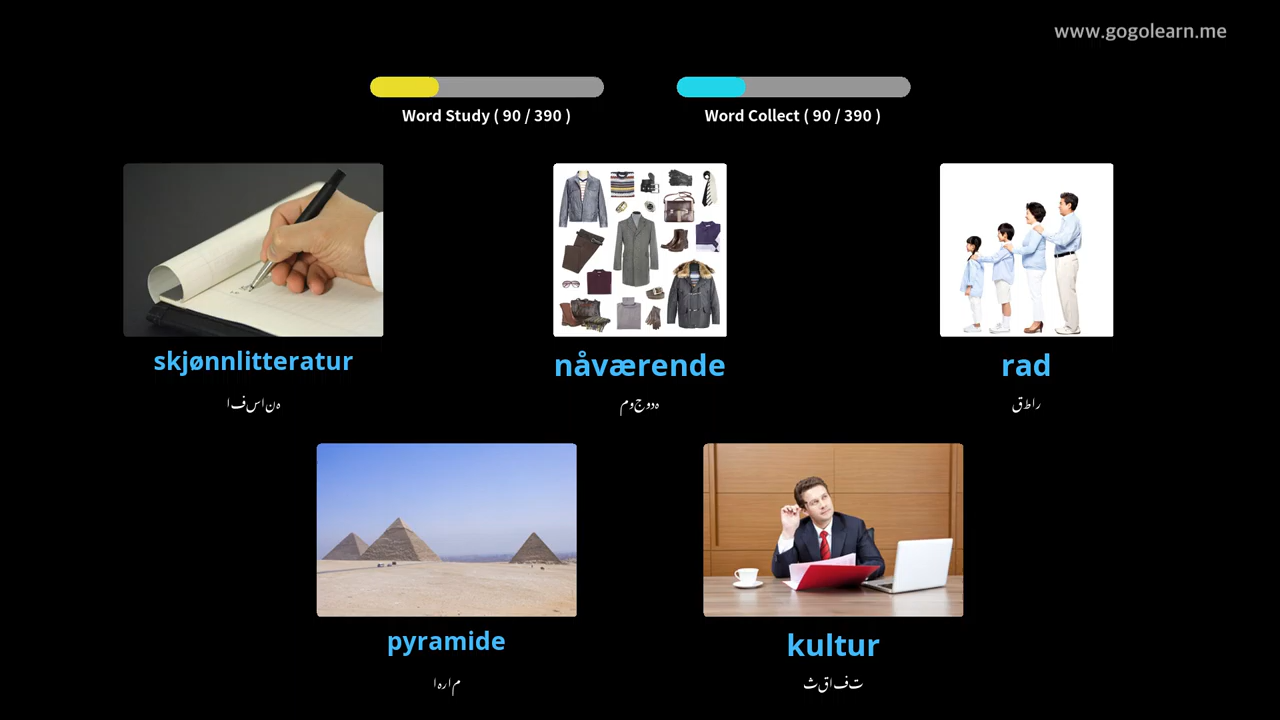 www.gogolearn.me
Word Study ( 90 / 390 )
Word Collect ( 90 / 390 )
skjønnlitteratur
افسانہ
nåværende
موجودہ
rad
قطار
pyramide
اہرام
kultur
ثقافت